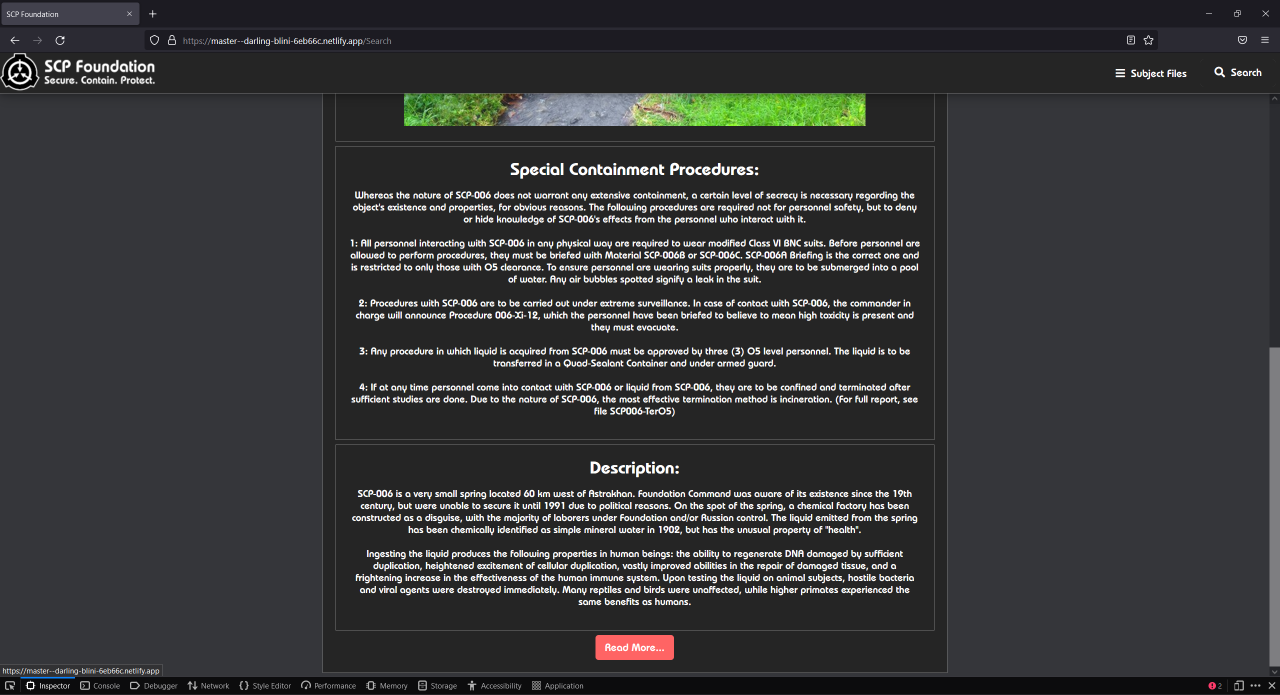 SCP Foundation
https://master--darling-blini-6eb66c.netlify.app/Search
SCP Foundation
Secure. Contain. Protect.
Subject Files
Search
Special Containment Procedures:
Whereas the nature of SCP-006 does not warrant any extensive containment, a certain level of secrecy is necessary regarding the
object's existence and properties, for obvious reasons. The following procedures are required not for personnel safety, but to deny
or hide knowledge of SCP-006's effects from the personnel who interact with it.
1: All personnel interacting with SCP-006 in any physical way are required to wear modified Class VI BNC suits. Before personnel are
allowed to perform procedures, they must be briefed with Material SCP-006B or SCP-006C. SCP-006A Briefing is the correct one and
is restricted to only those with O5 clearance. To ensure personnel are wearing suits properly, they are to be submerged into a pool
of water. Any air bubbles spotted signify a leak in the suit.
2: Procedures with SCP-006 are to be carried out under extreme surveillance. In case of contact with SCP-006, the commander in
charge will announce Procedure 006-Xi-12, which the personnel have been briefed to believe to mean high toxicity is present and
they must evacuate.
3: Any procedure in which liquid is acquired from SCP-006 must be approved by three (3) O5 level personnel. The liquid is to be
transferred in a Quad-Sealant Container and under armed guard.
4: If at any time personnel come into contact with SCP-006 or liquid from SCP-006, they are to be confined and terminated after
sufficient studies are done. Due to the nature of SCP-006, the most effective termination method is incineration. (For full report, see
file SCP006-TerO5)
Description:
SCP-006 is a very small spring located 60 km west of Astrakhan. Foundation Command was aware of its existence since the 19th
century, but were unable to secure it until 1991 due to political reasons. On the spot of the spring, a chemical factory has been
constructed as a disguise, with the majority of laborers under Foundation and/or Russian control. The liquid emitted from the spring
has been chemically identified as simple mineral water in 1902, but has the unusual property of "health".
Ingesting the liquid produces the following properties in human beings: the ability to regenerate DNA damaged by sufficient
duplication, heightened excitement of cellular duplication, vastly improved abilities in the repair of damaged tissue, and a
frightening increase in the effectiveness of the human immune system. Upon testing the liquid on animal subjects, hostile bacteria
and viral agents were destroyed immediately. Many reptiles and birds were unaffected, while higher primates experienced the
same benefits as humans.
Read More...
https://master--darling-blini-6eb66c.netlify.app
Inspector
Console
Debugger
Network
Style Editor
Performance
Memory
Storage
Accessibility
Application
2